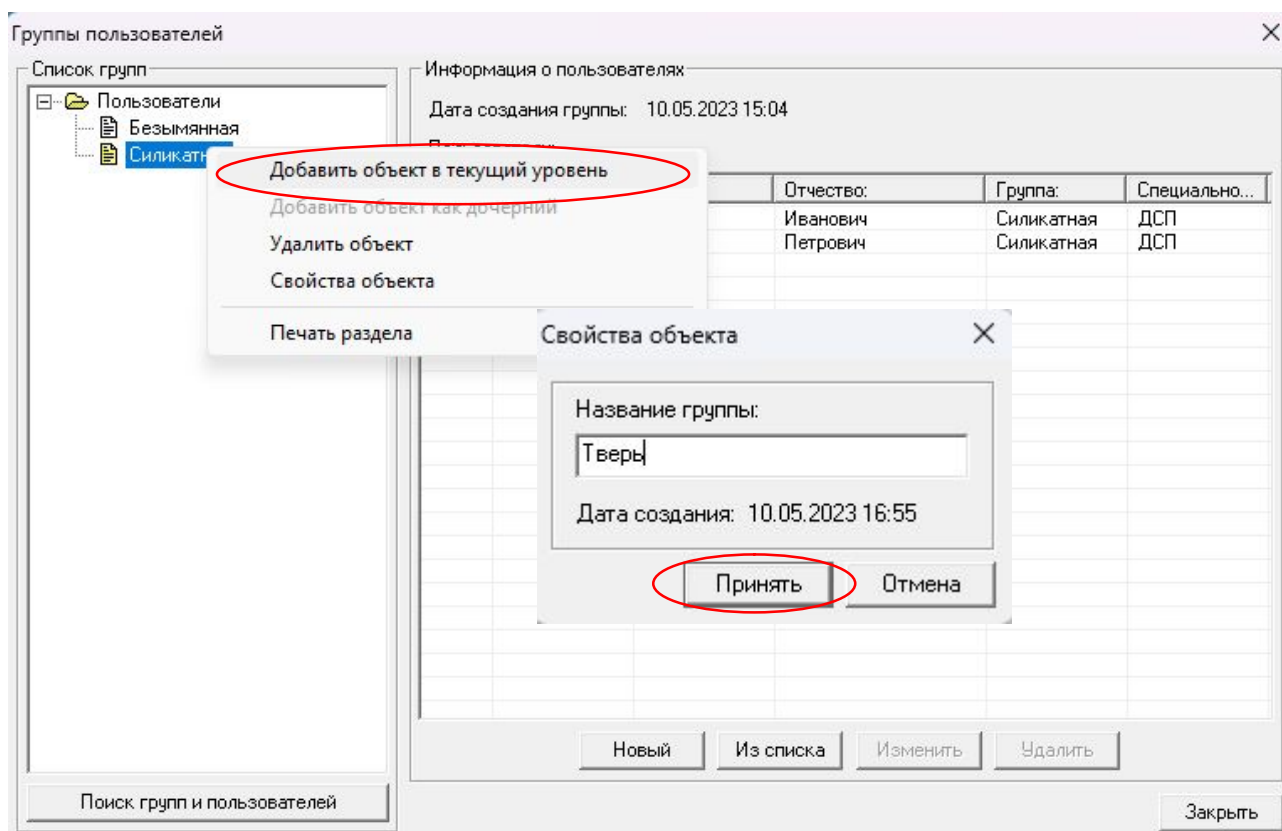 Группы пользователей
Список групп
Пользователи
Безымянная
Силикатн
Информация о пользователях
Дата создания группы: 10.05.2023 15:04
Добавить объект в текущий уровень
Добавить объект как дочерний
Удалить объект
Свойства объекта
Печать раздела
Отчество: Группа: Специально...
Иванович Силикатная ДСП
Петрович Силикатная ДСП
Свойства объекта
Название группы:
Тверь
Дата создания: 10.05.2023 16:55
Принять Отмена
Новый Из списка Изменить Удалить
Поиск групп и пользователей
Закрыть